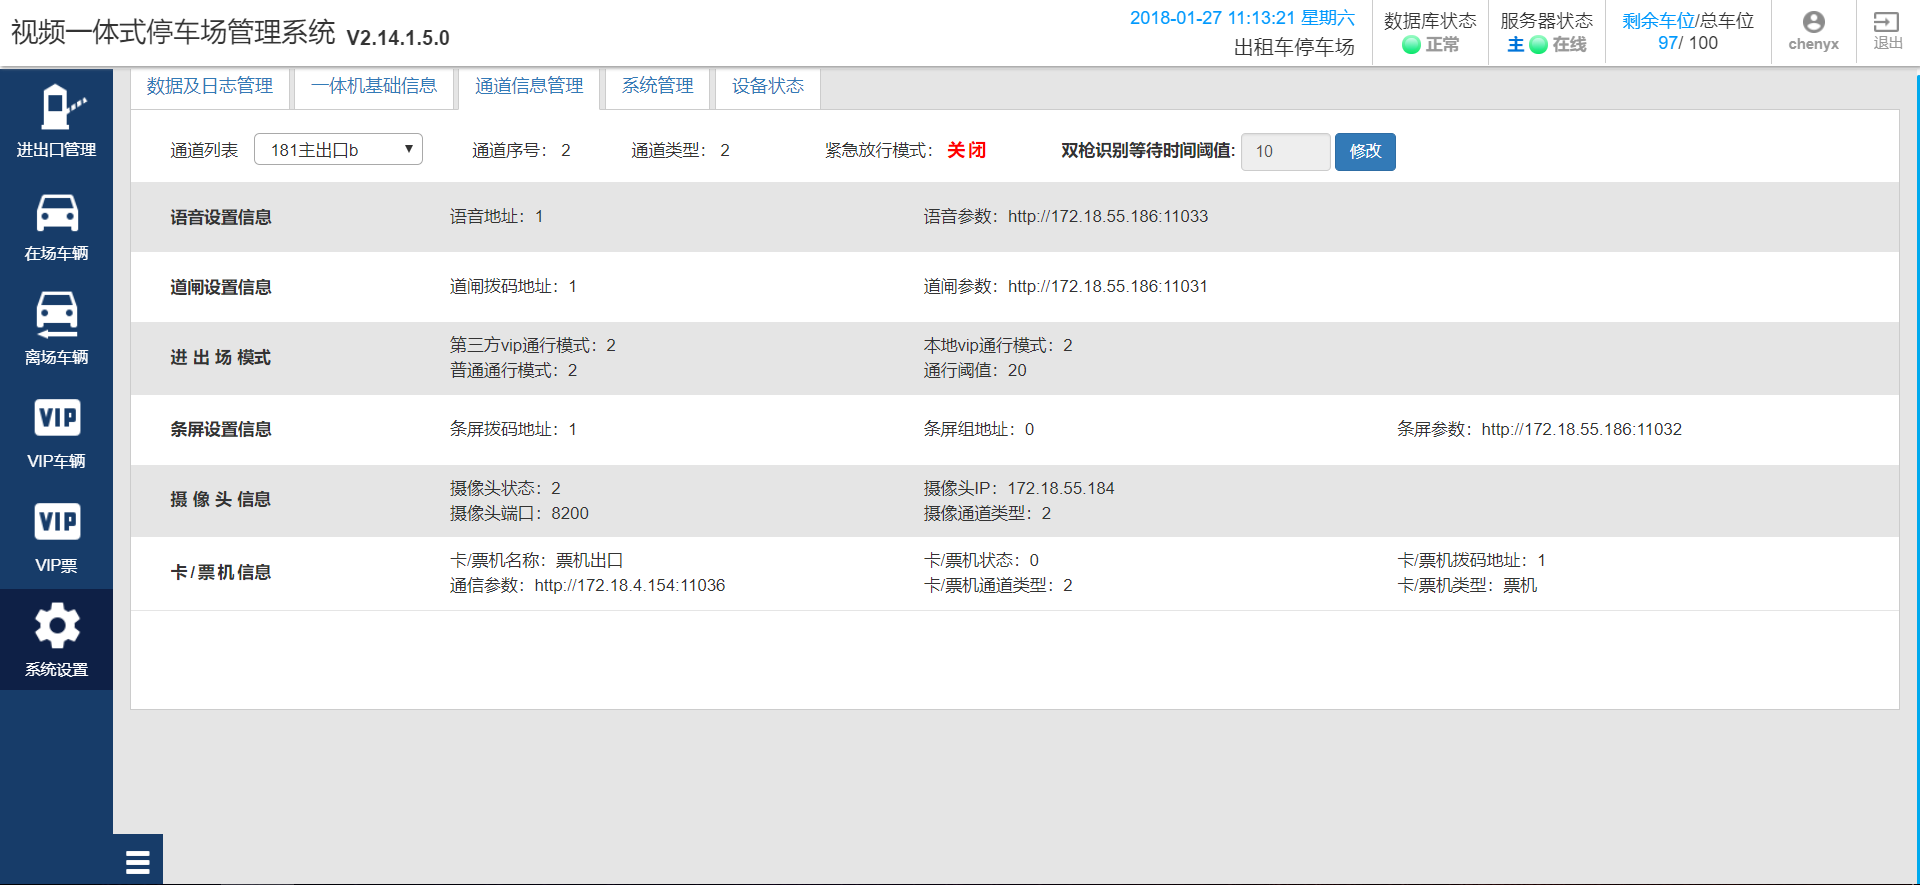 视频一体式停车场管理系统 V2.14.1.5.0
2018-01-27 11:13:21 星期六
出租车停车场
数据库状态
正常
服务器状态
主 在线
剩余车位/总车位
97/ 100
chenyx
退出
进出口管理
在场车辆
离场车辆
VIP
VIP车辆
VIP
VIP票
系统设置
数据及日志管理 一体机基础信息 通道信息管理 系统管理 设备状态
通道列表 181主出口b 通道序号： 2 通道类型： 2 紧急放行模式： 关闭 双枪识别等待时间阈值: 10 修改
语音设置信息 语音地址：1 语音参数：http://172.18.55.186:11033
道闸设置信息 道闸拨码地址：1 道闸参数：http://172.18.55.186:11031
进 出 场 模式
第三方vip通行模式：2 本地vip通行模式：2
普通通行模式：2 通行阈值：20
条屏设置信息 条屏拨码地址：1 条屏组地址：0 条屏参数：http://172.18.55.186:11032
摄 像 头 信息
摄像头状态：2 摄像头IP：172.18.55.184
摄像头端口：8200 摄像通道类型：2
卡/票机信息
卡/票机名称：票机出口 卡/票机状态：0 卡/票机拨码地址：1
通信参数：http://172.18.4.154:11036 卡/票机通道类型：2 卡/票机类型：票机